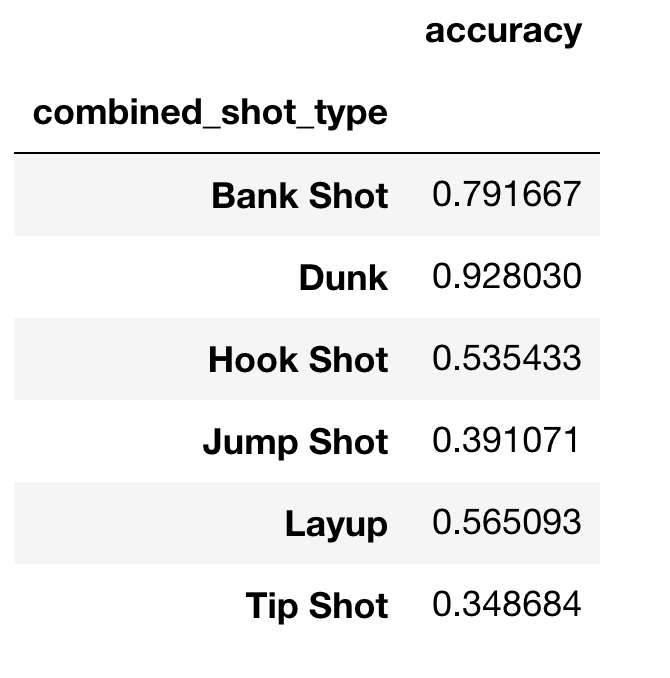 accuracy
combined_shot_type
Bank Shot 0.791667
Dunk 0.928030
Hook Shot 0.535433
Jump Shot 0.391071
Layup 0.565093
Tip Shot 0.348684